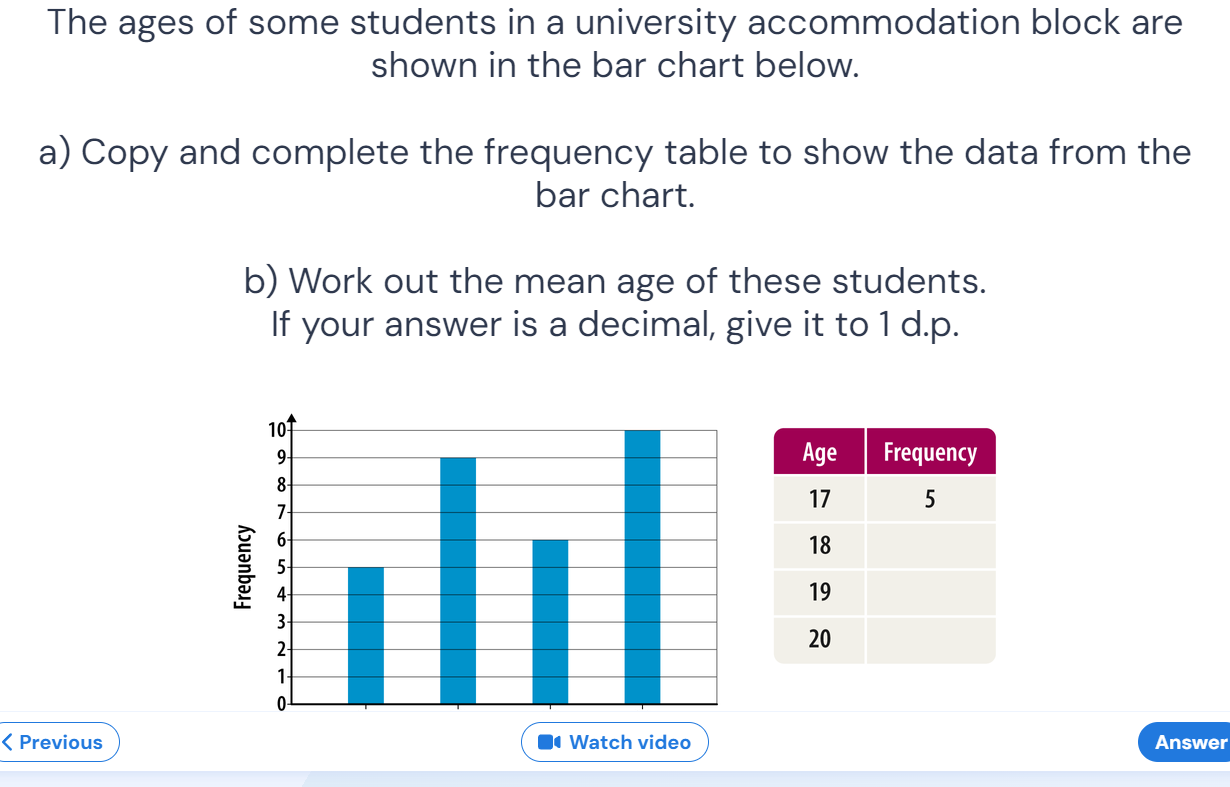 The ages of some students in a university accommodation block are
shown in the bar chart below.
a) Copy and complete the frequency table to show the data from the
bar chart.
b) Work out the mean age of these students.
If your answer is a decimal, give it to 1 d.p.
Frequency
10
9
8
7
6
5
4
3
2
1
0
Age Frequency
17 5
18
19
20
Previous
Watch video
Answer